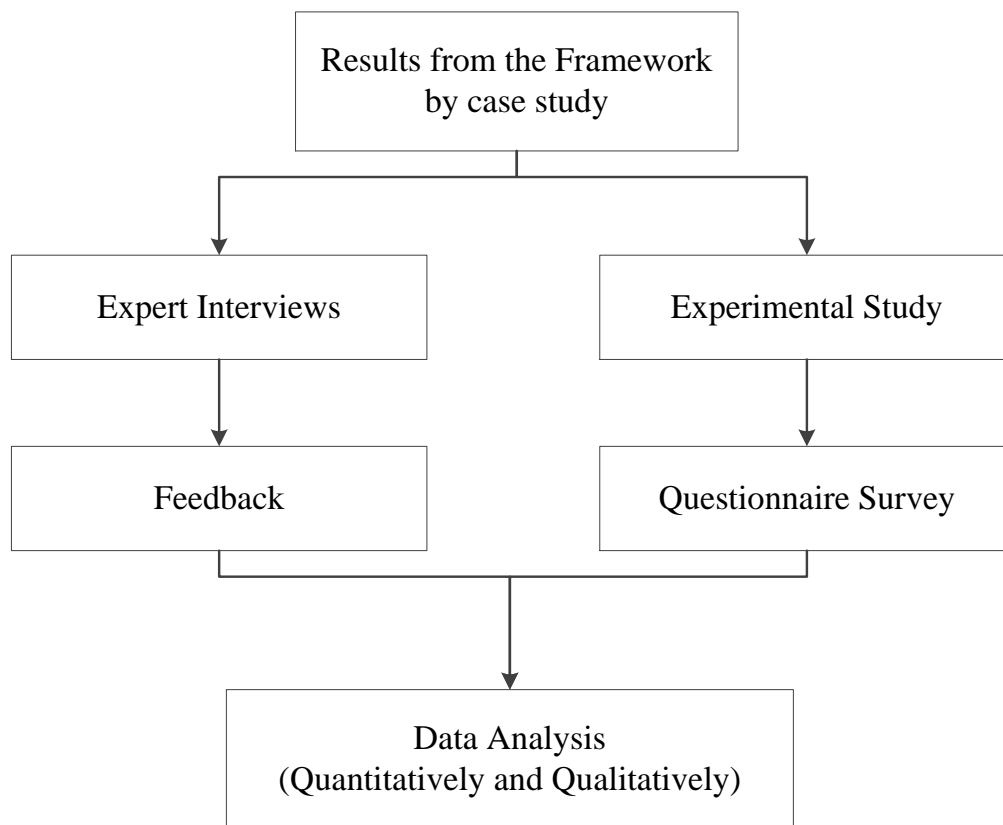 Results from the Framework
by case study
Expert Interviews
Experimental Study
Feedback
Questionnaire Survey
Data Analysis
(Quantitatively and Qualitatively)